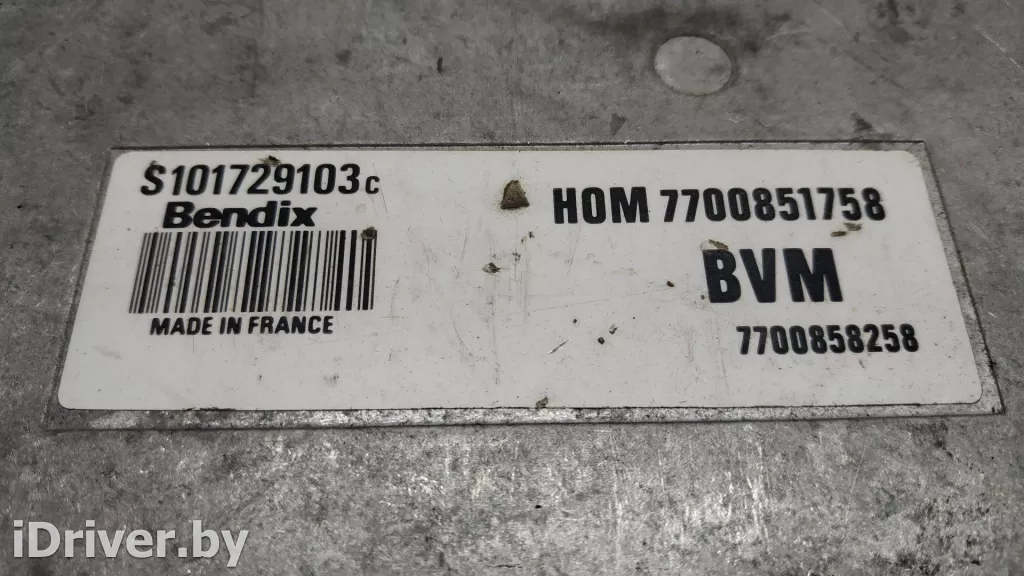 S101729103C
Bendix
MADE IN FRANCE
HOM 7700851758
BVM
7700858258
iDriver.by